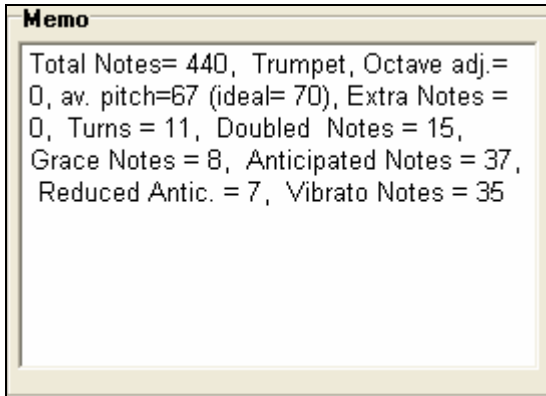 Memo
Total Notes= 440,  Trumpet, Octave adj.=
0, av. pitch=67 (ideal= 70), Extra Notes =
0,  Turns = 11,  Doubled  Notes = 15,
Grace Notes = 8,  Anticipated Notes = 37,
Reduced Antic. = 7,  Vibrato Notes = 35